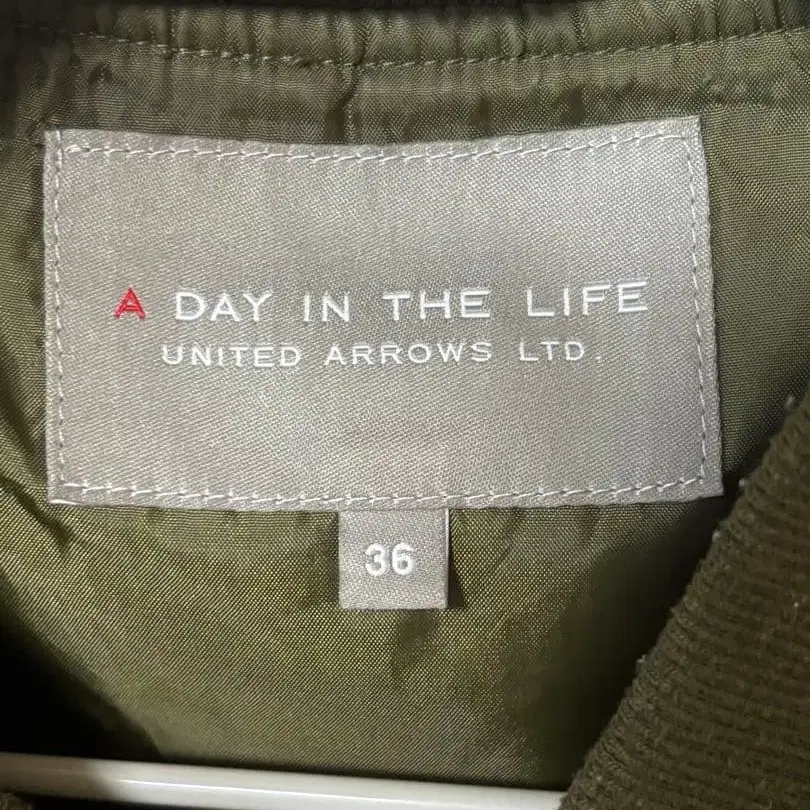 A DAY IN THE LIFE
UNITED ARROWS LTD.
36